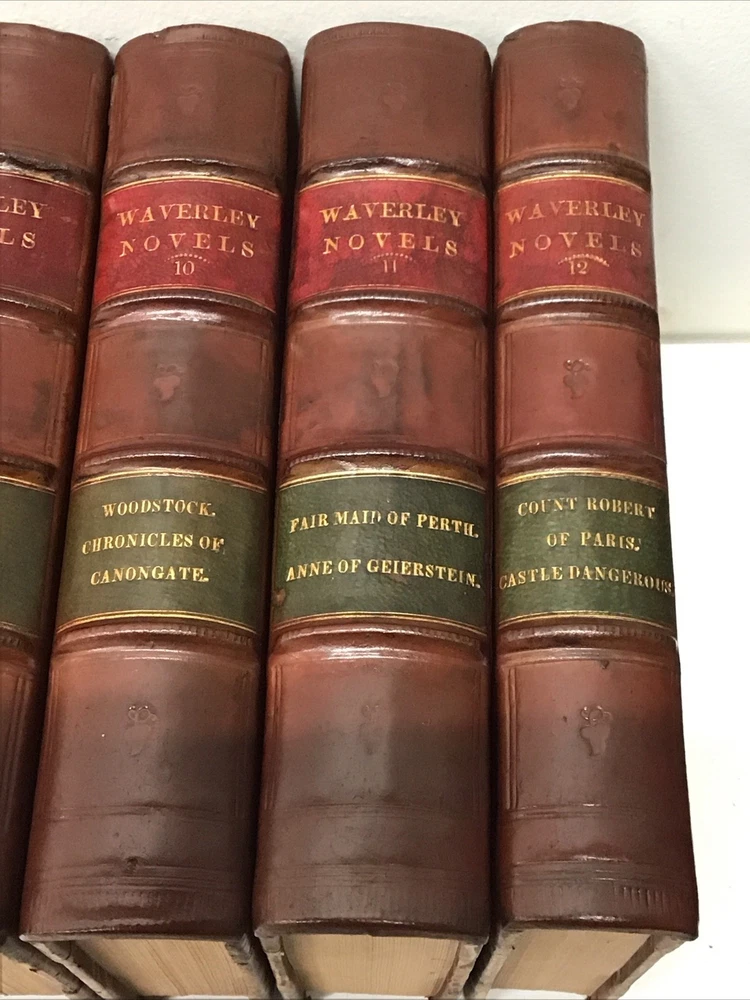 LEY
LS
WAVERLEY
NOVELS
10
WOODSTOCK.
CHRONICLES OF
CANONGATE.
WAVERLEY
NOVELS
11
FAIR MAID OF PERTH.
ANNE OF GEIERSTEIN.
WAVERLEY
NOVELS
12
COUNT ROBERT
OF PARIS.
CASTLE DANGEROUS.